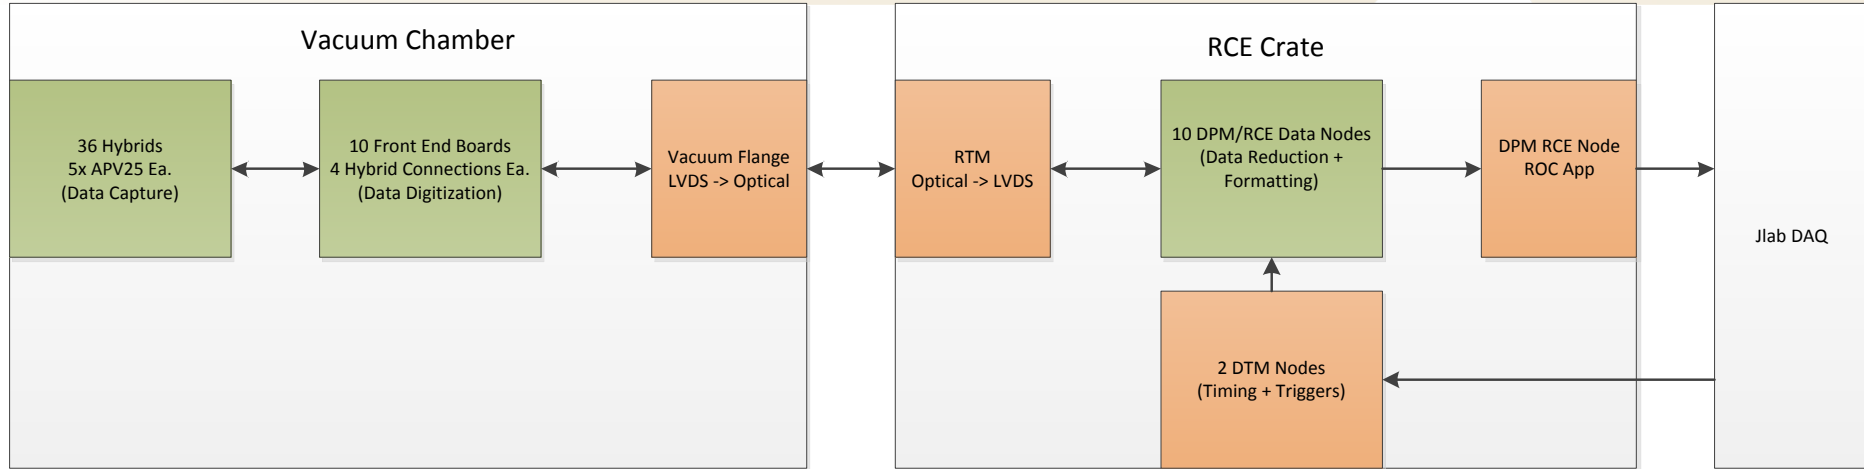 Vacuum Chamber
36 Hybrids
5x APV25 Ea.
(Data Capture)
10 Front End Boards
4 Hybrid Connections Ea.
(Data Digitization)
Vacuum Flange
LVDS -> Optical
RCE Crate
RTM
Optical -> LVDS
10 DPM/RCE Data Nodes
(Data Reduction +
Formatting)
DPM RCE Node
ROC App
2 DTM Nodes
(Timing + Triggers)
Jlab DAQ